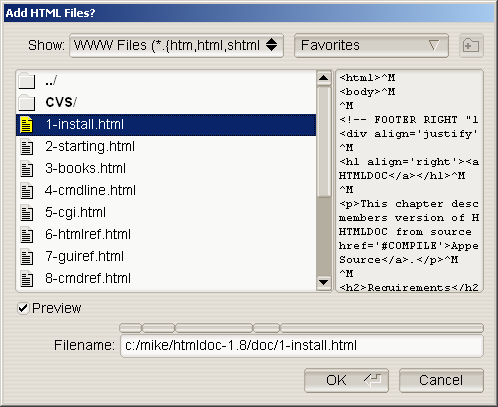 Add HTML Files?
Show: WWW Files (*.{htm,html,shtml Favorites
../
CVS/
1-install.html
2-starting.html
3-books.html
4-cmdline.html
5-cgi.html
6-htmlref.html
7-guiref.html
8-cmdref.html
<html>^M
<body>^M
^M
<!-- FOOTER RIGHT "1
<div align='justify'
^M
<h1 align='right'><a
HTMLDOC</a></h1>^M
^M
<p>This chapter desc
members version of H
HTMLDOC from source
href='#COMPILE'>Appe
Source</a>.</p>^M
^M
<h2>Requirements</h2
Preview
Filename: c:/mike/htmldoc-1.8/doc/1-install.html
OK Cancel